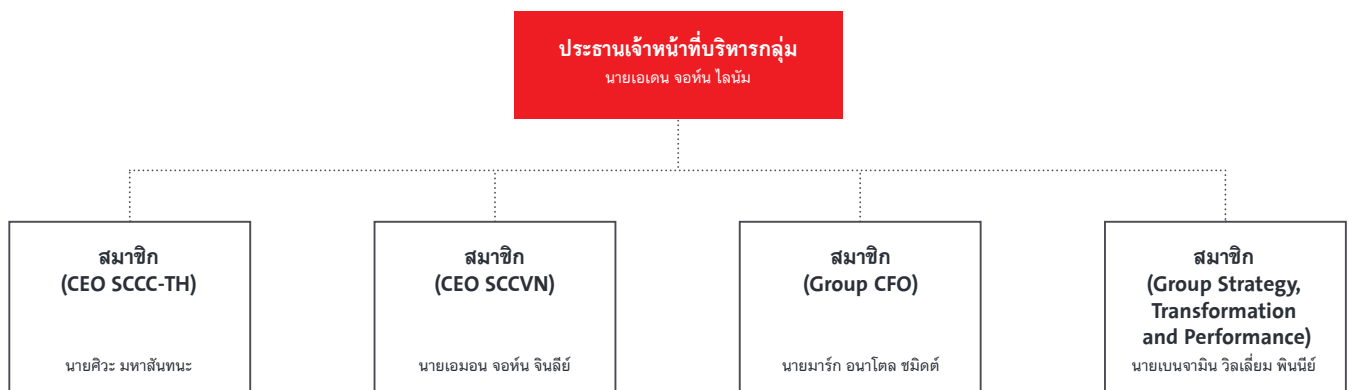 ประธานเจ้าหน้าที่บริหารกลุ่ม
นายเอเดน จอห์น ไลนัม
สมาชิก
(CEO SCCC-TH)
นายศิวะ มหาสันทนะ
สมาชิก
(CEO SCCVN)
นายเอมอน จอห์น จินลีย์
สมาชิก
(Group CFO)
นายมาร์ก อนาโตล ชมิดต์
สมาชิก
(Group Strategy,
Transformation
and Performance)
นายเบนจามิน วิลเลี่ยม พินนีย์